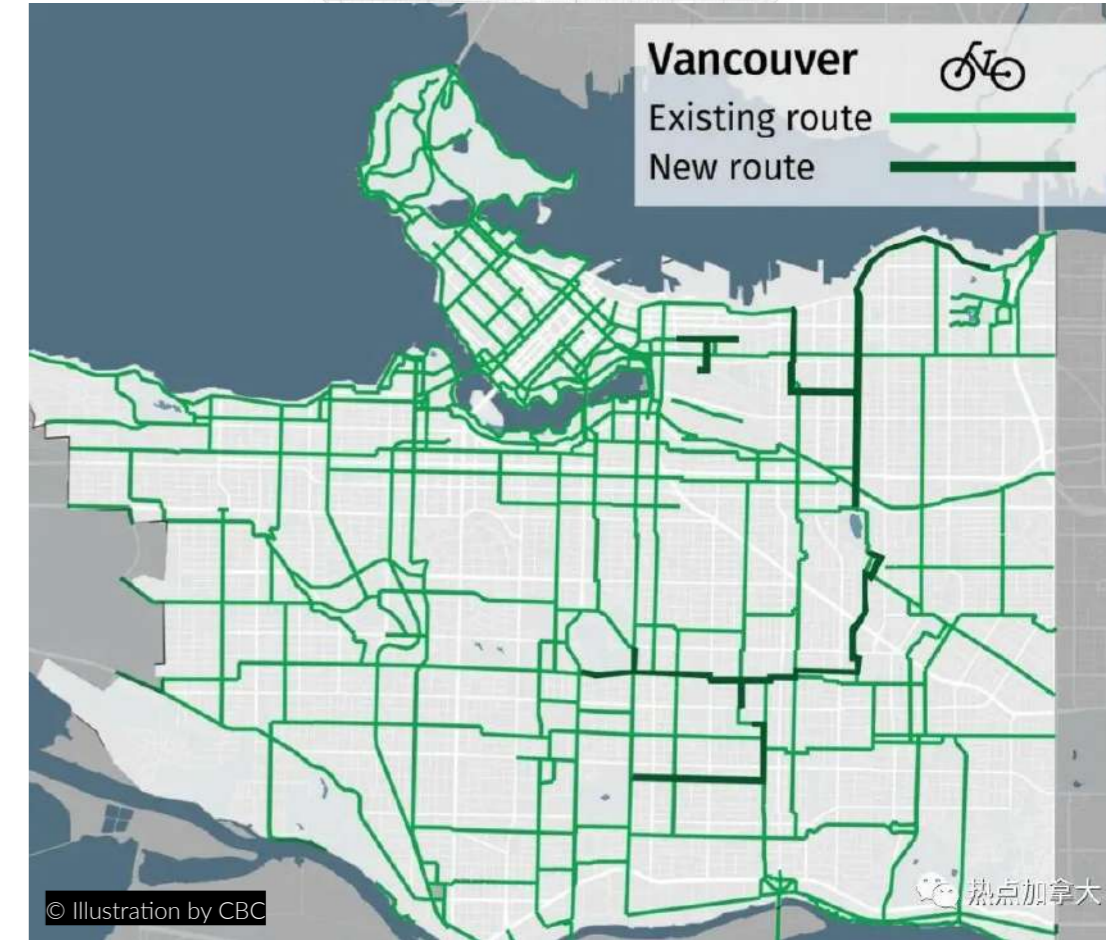 Vancouver
Existing route
New route
© Illustration by CBC
热点加拿大